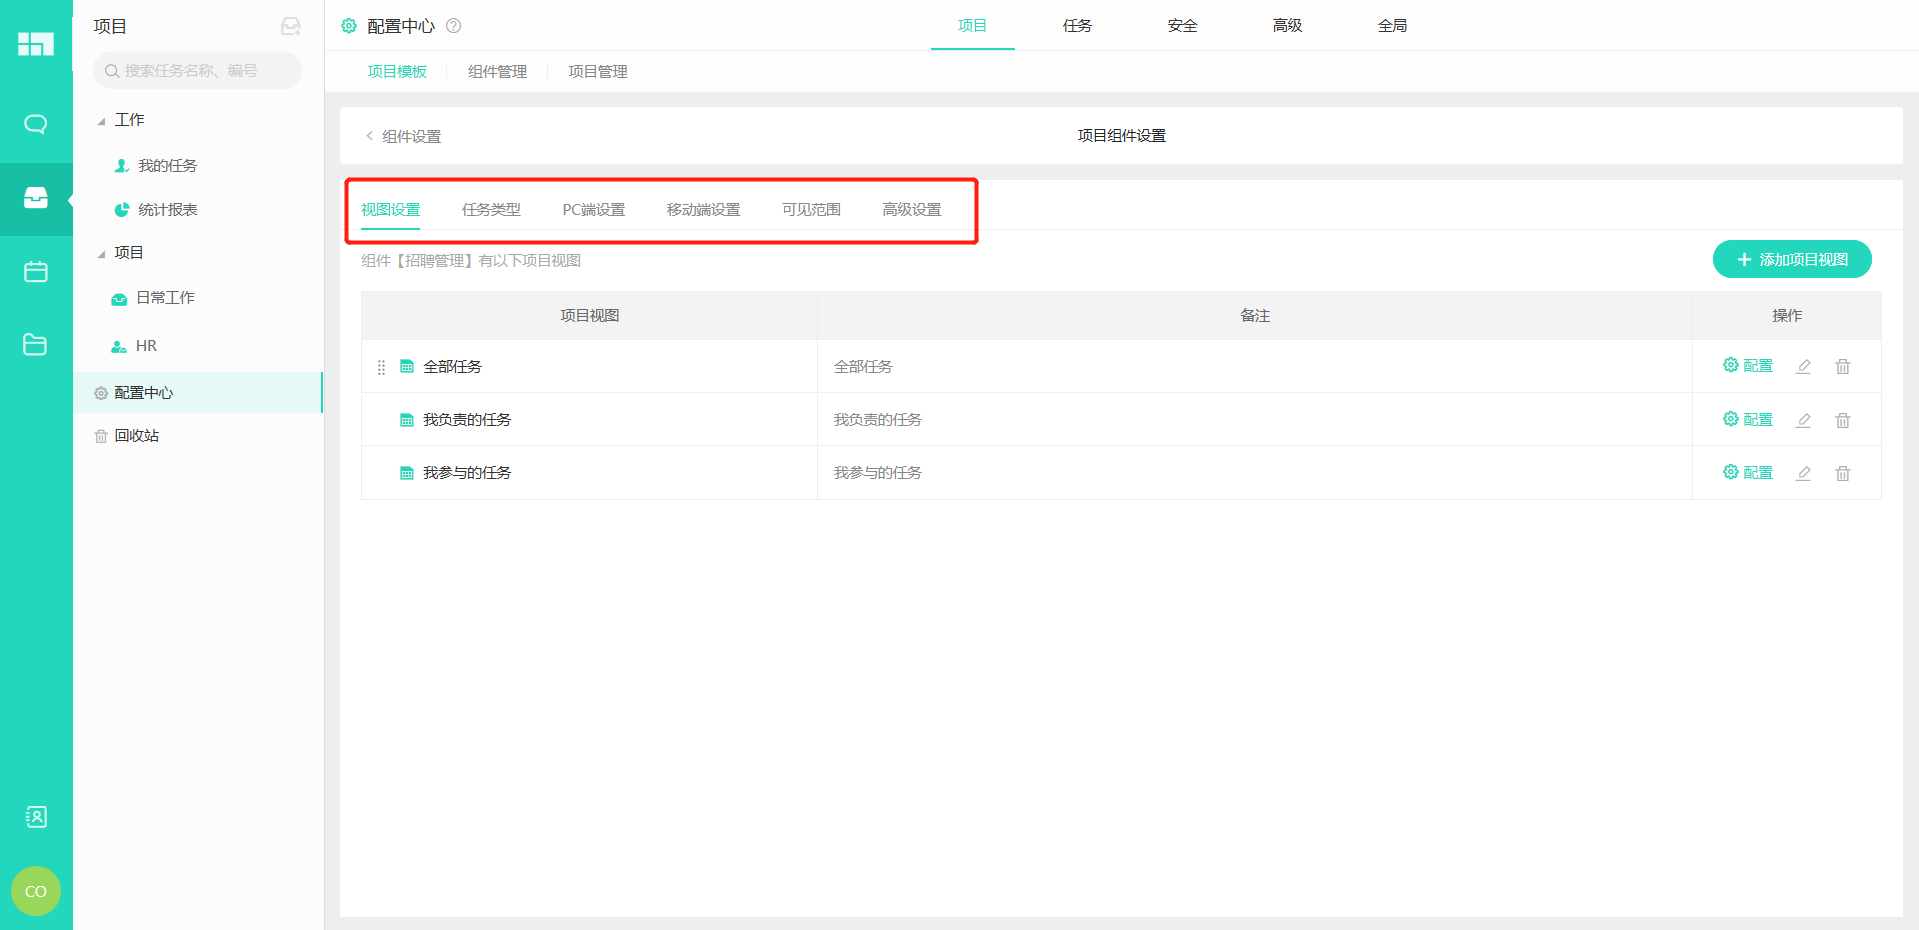 项目
搜索任务名称、编号
工作
我的任务
统计报表
项目
日常工作
HR
配置中心
回收站
CO
配置中心
项目 任务 安全 高级 全局
项目模板 组件管理 项目管理
组件设置 项目组件设置
视图设置 任务类型 PC端设置 移动端设置 可见范围 高级设置
组件【招聘管理】有以下项目视图 添加项目视图
项目视图 备注 操作
全部任务 全部任务 配置
我负责的任务 我负责的任务 配置
我参与的任务 我参与的任务 配置